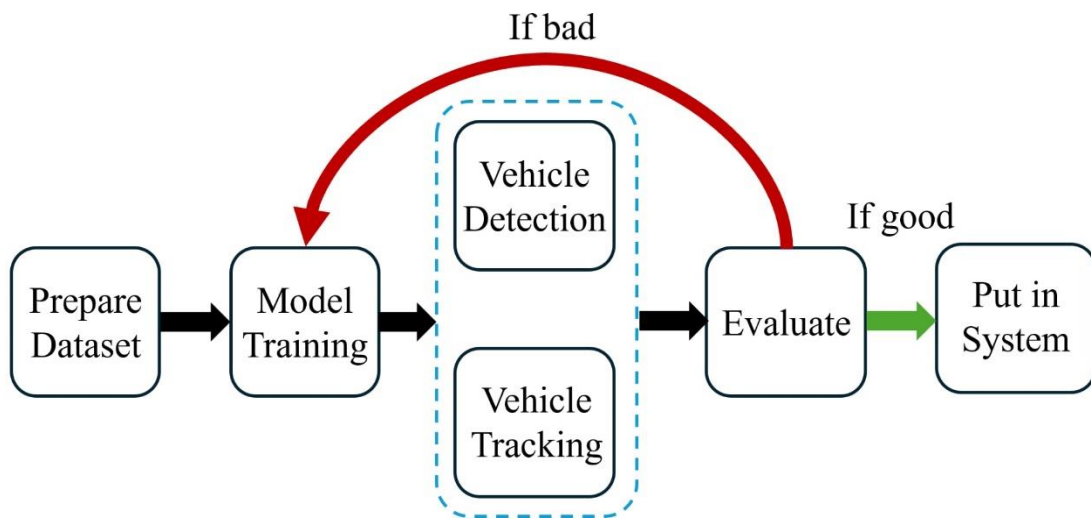 If bad
Vehicle
Detection
If good
Prepare
Dataset
Model
Training
Evaluate
Put in
System
Vehicle
Tracking